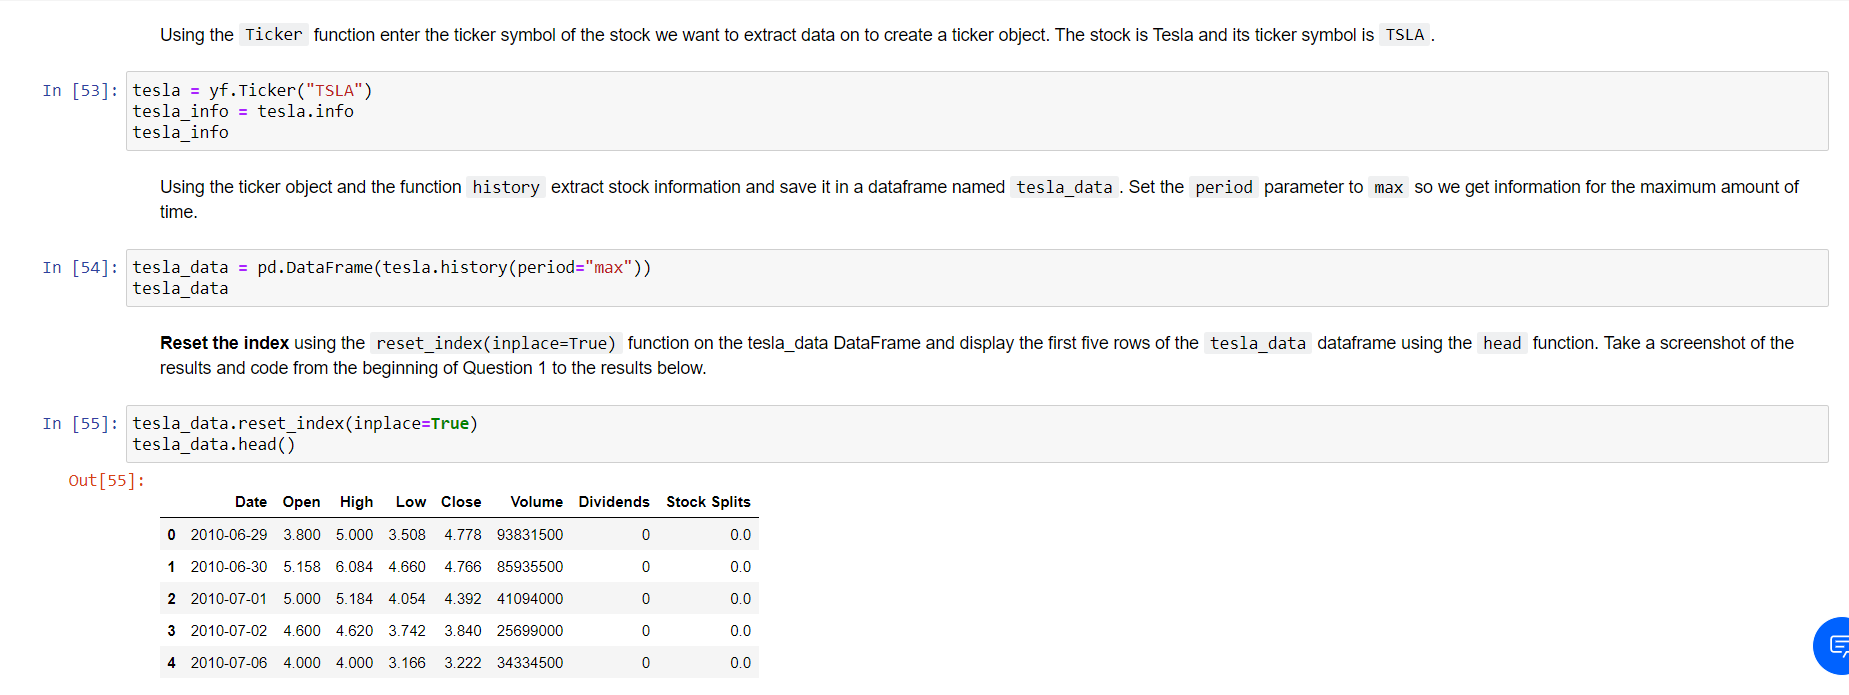 Using the Ticker function enter the ticker symbol of the stock we want to extract data on to create a ticker object. The stock is Tesla and its ticker symbol is TSLA .
In [53]: tesla = yf.Ticker("TSLA")
tesla_info = tesla.info
tesla_info
Using the ticker object and the function history extract stock information and save it in a dataframe named tesla_data . Set the period parameter to max so we get information for the maximum amount of
time.
In [54]: tesla_data = pd.DataFrame(tesla.history(period="max"))
tesla_data
Reset the index using the reset_index(inplace=True) function on the tesla_data DataFrame and display the first five rows of the tesla_data dataframe using the head function. Take a screenshot of the
results and code from the beginning of Question 1 to the results below.
In [55]: tesla_data.reset_index(inplace=True)
tesla_data.head()
Out[55]:
Date Open High Low Close Volume Dividends Stock Splits
0 2010-06-29 3.800 5.000 3.508 4.778 93831500 0 0.0
1 2010-06-30 5.158 6.084 4.660 4.766 85935500 0 0.0
2 2010-07-01 5.000 5.184 4.054 4.392 41094000 0 0.0
3 2010-07-02 4.600 4.620 3.742 3.840 25699000 0 0.0
4 2010-07-06 4.000 4.000 3.166 3.222 34334500 0 0.0